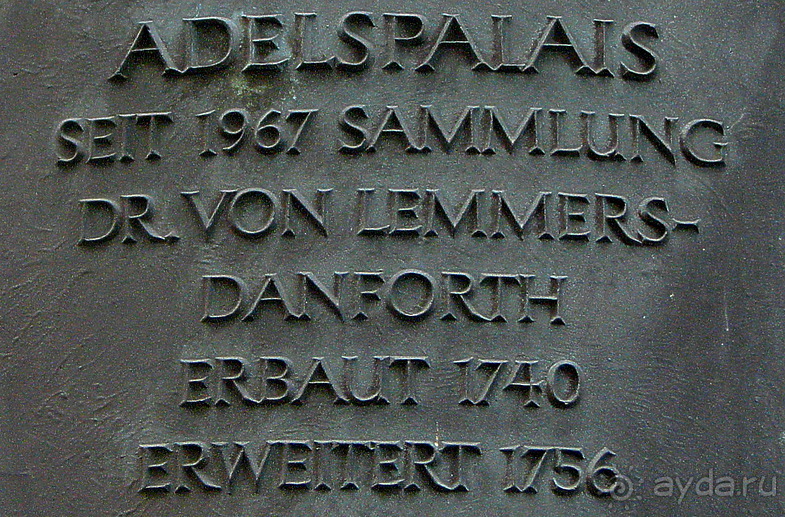 ADELSPALAIS
SEIT 1967 SAMMLUNG
DR. VON LEMMERS-
DANFORTH
ERBAUT 1740
ERWEITERT 1756
ayda.ru